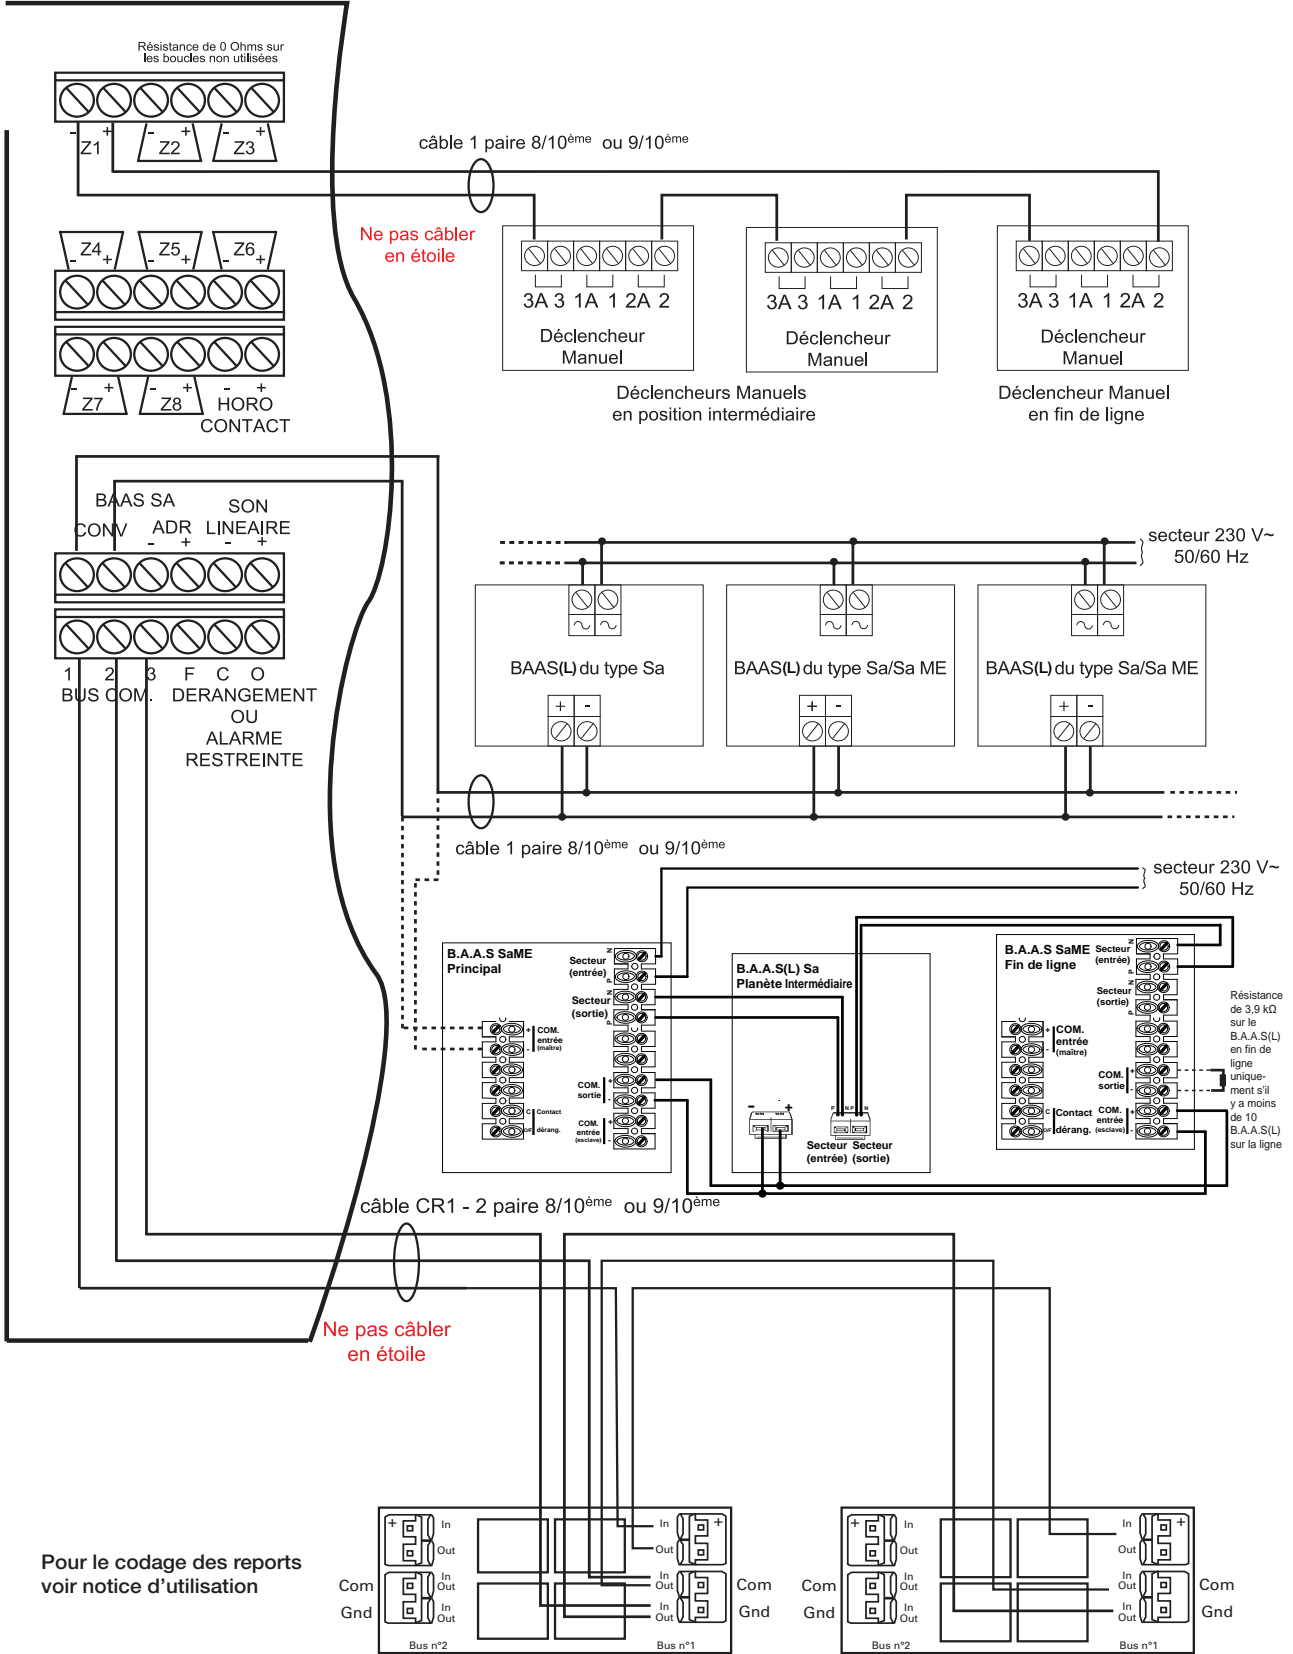 Résistance de 0 Ohms sur
les boucles non utilisées
- + - + - +
Z1 Z2 Z3
câble 1 paire 8/10ème ou 9/10ème
Ne pas câbler
en étoile
Z4 Z5 Z6
- + - + - +
3A 3 1A 1 2A 2
Déclencheur
Manuel
3A 3 1A 1 2A 2
Déclencheur
Manuel
3A 3 1A 1 2A 2
Déclencheur
Manuel
Déclencheurs Manuels
en position intermédiaire
Déclencheur Manuel
en fin de ligne
- + - + - +
Z7 Z8 HORO
CONTACT
BAAS SA
CONV ADR
- +
SON
LINEAIRE
- +
secteur 230 V~
50/60 Hz
BAAS(L) du type Sa
+ -
BAAS(L) du type Sa/Sa ME
+ -
BAAS(L) du type Sa/Sa ME
+ -
1 2 3 F C O
BUS COM. DERANGEMENT
OU
ALARME
RESTREINTE
câble 1 paire 8/10ème ou 9/10ème
secteur 230 V~
50/60 Hz
B.A.A.S SaME
Principal
Secteur
(entrée)
N
P
Secteur
(sortie)
N
P
+ COM.
entrée
- (maître)
COM. +
sortie -
C Contact
O/F dérang.
COM. +
entrée
(esclave) -
B.A.A.S(L) Sa
Planète Intermédiaire
- +
P N P N
Secteur Secteur
(entrée) (sortie)
B.A.A.S SaME
Fin de ligne
Secteur
(entrée)
N
P
Secteur
(sortie)
N
P
+ COM.
entrée
- (maître)
COM. +
sortie -
C Contact
O/F dérang.
COM. +
entrée
(esclave) -
Résistance
de 3,9 kΩ
sur le
B.A.A.S(L)
en fin de
ligne
unique-
ment s'il
y a moins
de 10
B.A.A.S(L)
sur la ligne
câble CR1 - 2 paire 8/10ème ou 9/10ème
Ne pas câbler
en étoile
Pour le codage des reports
voir notice d'utilisation
+ In
Out
Com In
Out
Gnd In
Out
Bus n°2
In +
Out
In
Out Com
In
Out Gnd
Bus n°1
+ In
Out
Com In
Out
Gnd In
Out
Bus n°2
In +
Out
In
Out Com
In
Out Gnd
Bus n°1